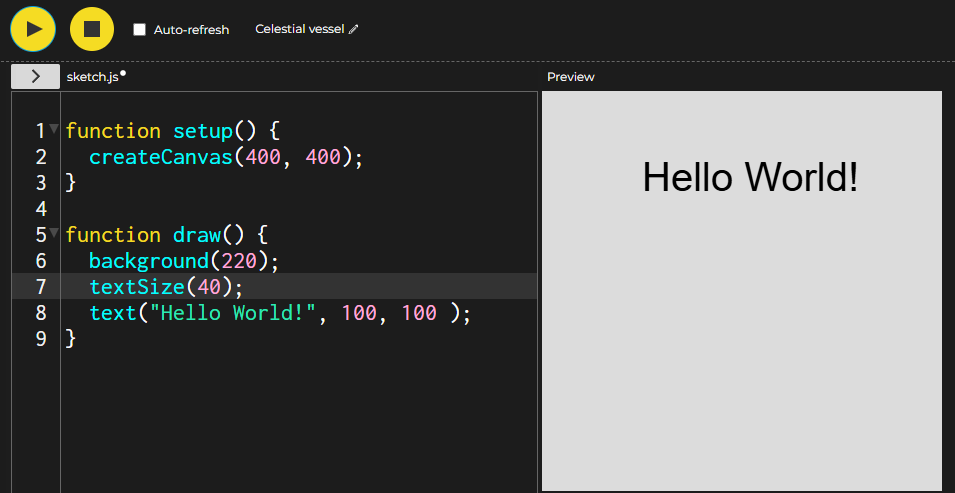 Auto-refresh Celestial vessel
sketch.js Preview
1 function setup() {
2 createCanvas(400, 400);
3 }
4
5 function draw() {
6 background(220);
7 textSize(40);
8 text("Hello World!", 100, 100 );
9 }
Hello World!